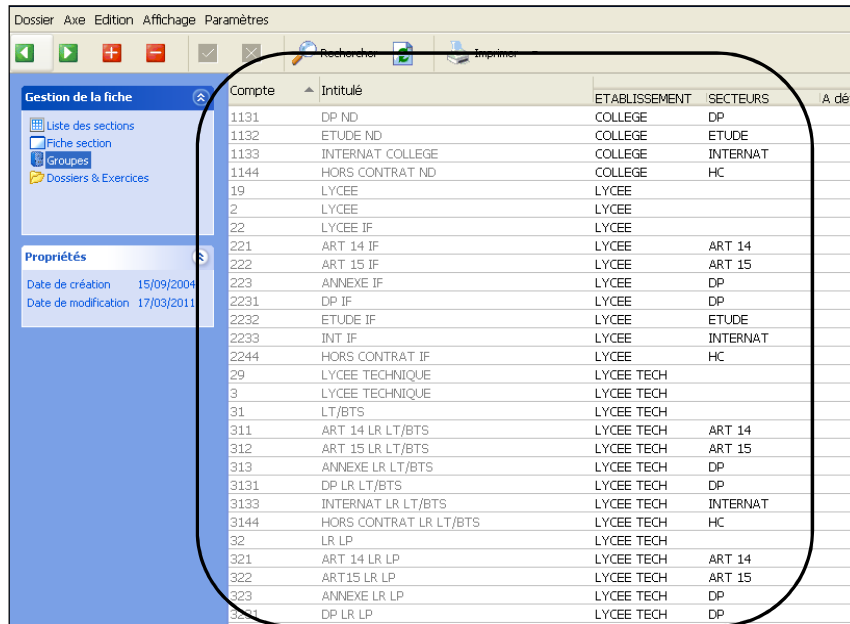 Dossier Axe Edition Affichage Paramètres
Rechercher Imprimer
Gestion de la fiche
Liste des sections
Fiche section
Groupes
Dossiers & Exercices
Propriétés
Date de création 15/09/2004
Date de modification 17/03/2011
Compte Intitulé ETABLISSEMENT SECTEURS A dé
1131 DP ND COLLEGE DP
1132 ETUDE ND COLLEGE ETUDE
1133 INTERNAT COLLEGE COLLEGE INTERNAT
1144 HORS CONTRAT ND COLLEGE HC
19 LYCEE LYCEE
2 LYCEE LYCEE
22 LYCEE IF LYCEE
221 ART 14 IF LYCEE ART 14
222 ART 15 IF LYCEE ART 15
223 ANNEXE IF LYCEE DP
2231 DP IF LYCEE DP
2232 ETUDE IF LYCEE ETUDE
2233 INT IF LYCEE INTERNAT
2244 HORS CONTRAT IF LYCEE HC
29 LYCEE TECHNIQUE LYCEE TECH
3 LYCEE TECHNIQUE LYCEE TECH
31 LT/BTS LYCEE TECH
311 ART 14 LR LT/BTS LYCEE TECH ART 14
312 ART 15 LR LT/BTS LYCEE TECH ART 15
313 ANNEXE LR LT/BTS LYCEE TECH DP
3131 DP LR LT/BTS LYCEE TECH DP
3133 INTERNAT LR LT/BTS LYCEE TECH INTERNAT
3144 HORS CONTRAT LR LT/BTS LYCEE TECH HC
32 LR LP LYCEE TECH
321 ART 14 LR LP LYCEE TECH ART 14
322 ART15 LR LP LYCEE TECH ART 15
323 ANNEXE LR LP LYCEE TECH DP
3231 DP LR LP LYCEE TECH DP